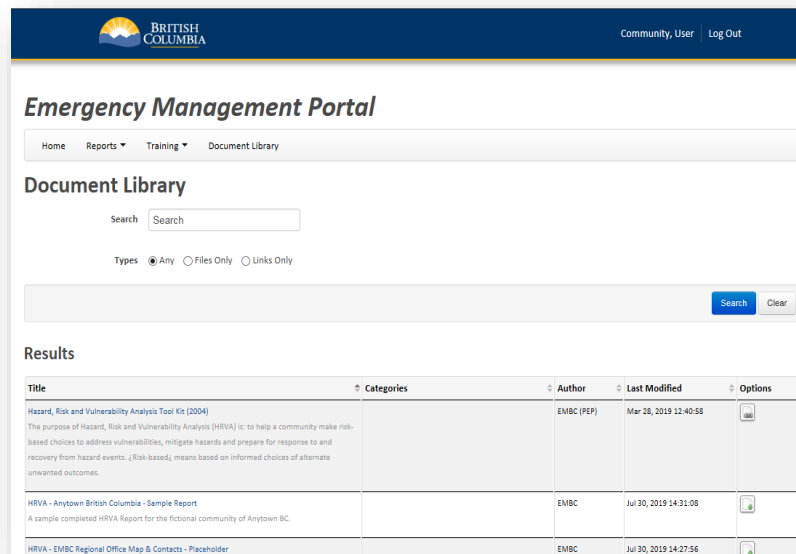 BRITISH
COLUMBIA
Community, User Log Out
Emergency Management Portal
Home Reports Training Document Library
Document Library
Search Search
Types Any Files Only Links Only
Search Clear
Results
Title Categories Author Last Modified Options
Hazard, Risk and Vulnerability Analysis Tool Kit (2004) EMBC (PEP) Mar 28, 2019 12:40:58
The purpose of Hazard, Risk and Vulnerability Analysis (HRVA) is: to help a community make risk-
based choices to address vulnerabilities, mitigate hazards and prepare for response to and
recovery from hazard events. ¿Risk-based¿ means based on informed choices of alternate
unwanted outcomes.
HRVA - Anytown British Columbia - Sample Report EMBC Jul 30, 2019 14:31:08
A sample completed HRVA Report for the fictional community of Anytown BC.
HRVA - EMBC Regional Office Map & Contacts - Placeholder EMBC Jul 30, 2019 14:27:56